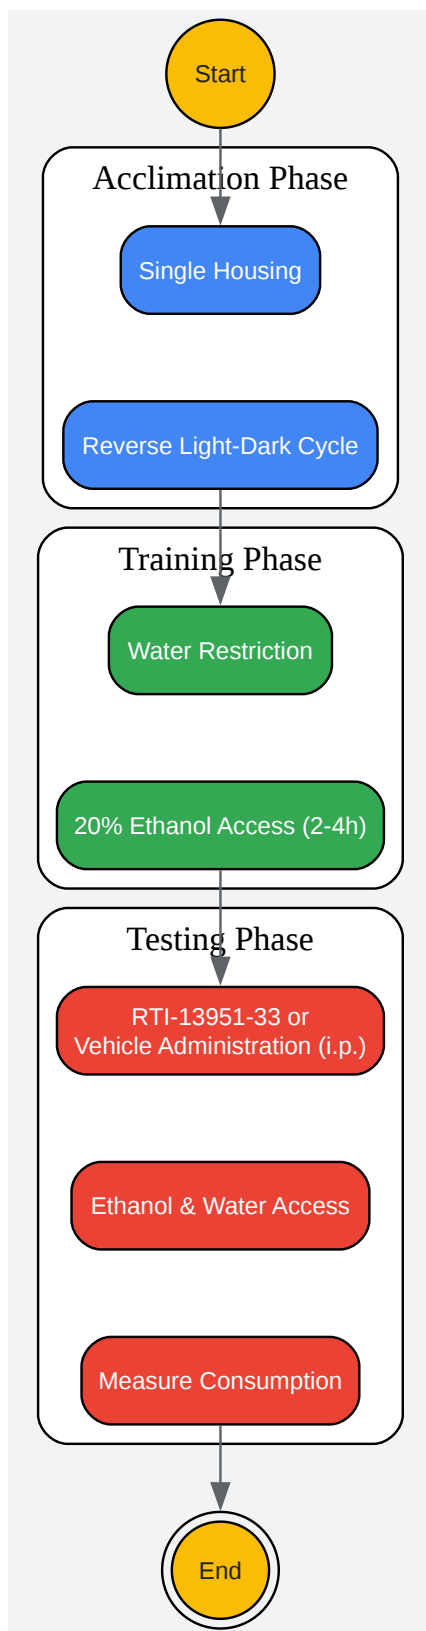 Start
Acclimation Phase
Single Housing
Reverse Light-Dark Cycle
Training Phase
Water Restriction
20% Ethanol Access (2-4h)
Testing Phase
RTI-13951-33 or
Vehicle Administration (i.p.)
Ethanol & Water Access
Measure Consumption
End